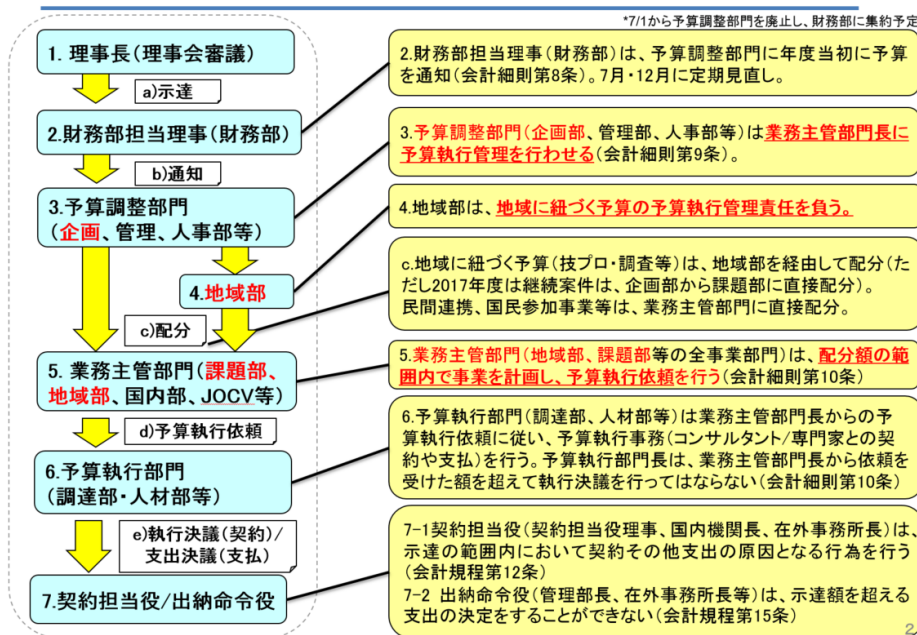 *7/1から予算調整部門を廃止し、財務部に集約予定
1. 理事長(理事会審議)
a)示達
2.財務部担当理事(財務部)
b)通知
3.予算調整部門
(企画、管理、人事部等)
4.地域部
c)配分
5. 業務主管部門(課題部、
地域部、国内部、JOCV等)
d)予算執行依頼
6.予算執行部門
(調達部・人材部等)
e)執行決議(契約)/
支出決議(支払)
7.契約担当役/出納命令役
2.財務部担当理事(財務部)は、予算調整部門に年度当初に予算
を通知(会計細則第8条)。7月・12月に定期見直し。
3.予算調整部門(企画部、管理部、人事部等)は業務主管部門長に
予算執行管理を行わせる(会計細則第9条)。
4.地域部は、地域に紐づく予算の予算執行管理責任を負う。
c.地域に紐づく予算(技プロ・調査等)は、地域部を経由して配分(た
だし2017年度は継続案件は、企画部から課題部に直接配分)。
民間連携、国民参加事業等は、業務主管部門に直接配分。
5.業務主管部門(地域部、課題部等の全事業部門)は、配分額の範
囲内で事業を計画し、予算執行依頼を行う(会計細則第10条)
6.予算執行部門(調達部、人材部等)は業務主管部門長からの予
算執行依頼に従い、予算執行事務(コンサルタント/専門家との契
約や支払)を行う。予算執行部門長は、業務主管部門長から依頼を
受けた額を超えて執行決議を行ってはならない(会計細則第10条)
7-1契約担当役(契約担当役理事、国内機関長、在外事務所長)は、
示達の範囲内において契約その他支出の原因となる行為を行う
(会計規程第12条)
7-2 出納命令役(管理部長、在外事務所長等)は、示達額を超える
支出の決定をすることができない(会計規程第15条)
2